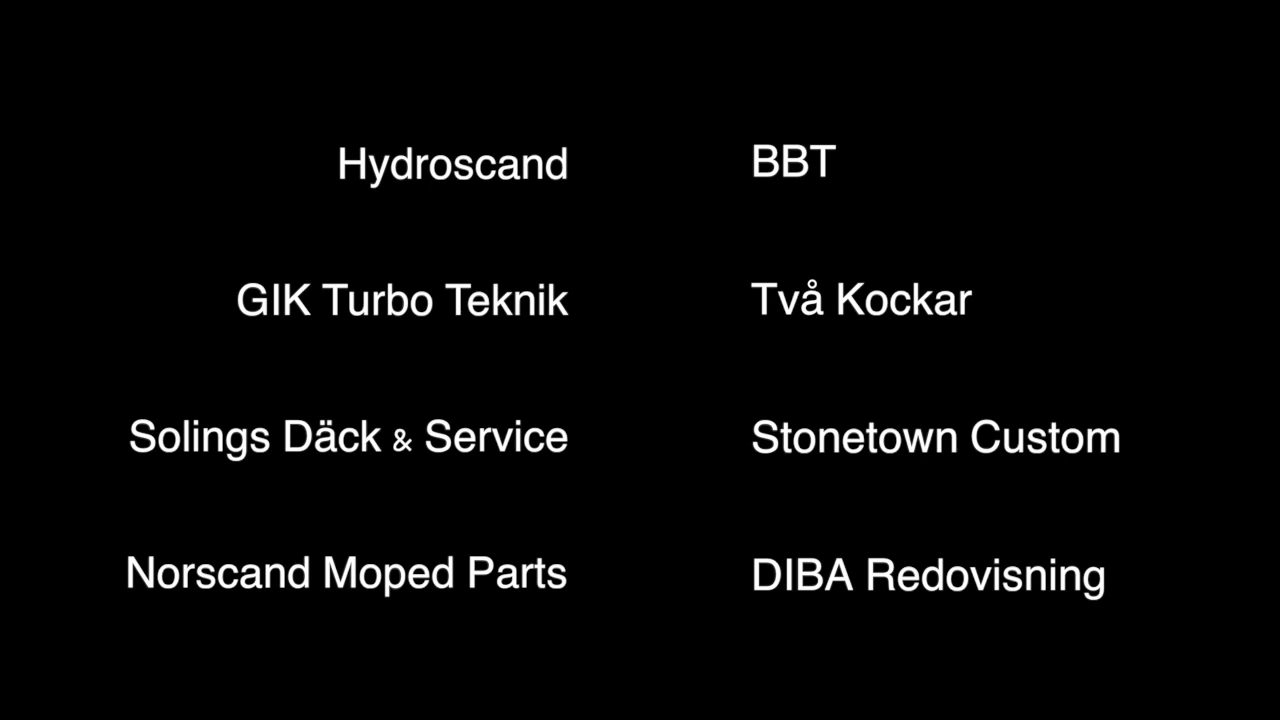 Hydroscand
BBT
GIK Turbo Teknik
Två Kockar
Solings Däck & Service
Stonetown Custom
Norscand Moped Parts
DIBA Redovisning